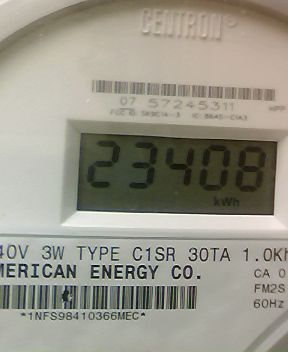 CENTRON
07 57245311
23408
kWh
40V 3W TYPE C1SR 30TA 1.0Kh
MERICAN ENERGY CO.
CA 0
FM2S
60Hz
*1NFS98410366MEC*